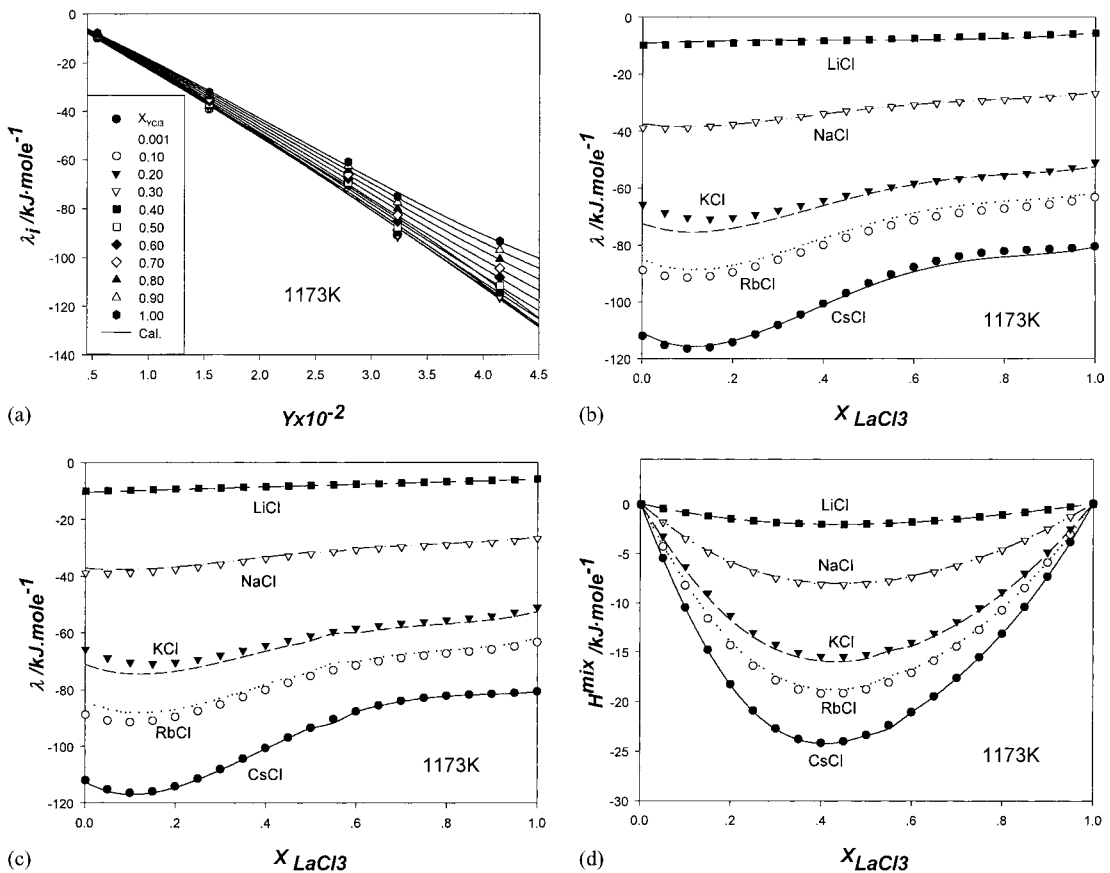 0
-20
-40
-60
-80
-100
-120
-140
λj /kJ·mole-1
X YCl3
0.001
0.10
0.20
0.30
0.40
0.50
0.60
0.70
0.80
0.90
1.00
Cal.
1173K
.5 1.0 1.5 2.0 2.5 3.0 3.5 4.0 4.5
(a)
Yx10-2
0
-20
-40
-60
-80
-100
-120
λ /kJ.mole-1
LiCl
NaCl
KCl
RbCl
CsCl
1173K
0.0 .2 .4 .6 .8 1.0
(b)
X LaCl3
0
-20
-40
-60
-80
-100
-120
λ /kJ.mole-1
LiCl
NaCl
KCl
RbCl
CsCl
1173K
0.0 .2 .4 .6 .8 1.0
(c)
X LaCl3
0
-5
-10
-15
-20
-25
-30
Hmix /kJ-mole-1
LiCl
NaCl
KCl
RbCl
CsCl
1173K
0.0 .2 .4 .6 .8 1.0
(d)
XLaCl3